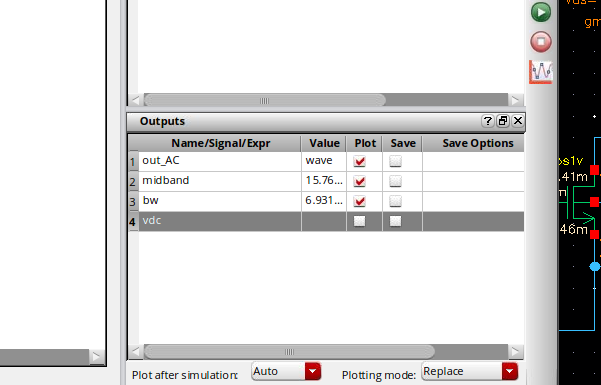 vds=
gm
Outputs
Name/Signal/Expr Value Plot Save Save Options
1 out_AC wave
2 midband 15.76...
3 bw 6.931...
4 vdc
os1v
.41m
m
46m
Plot after simulation: Auto Plotting mode: Replace